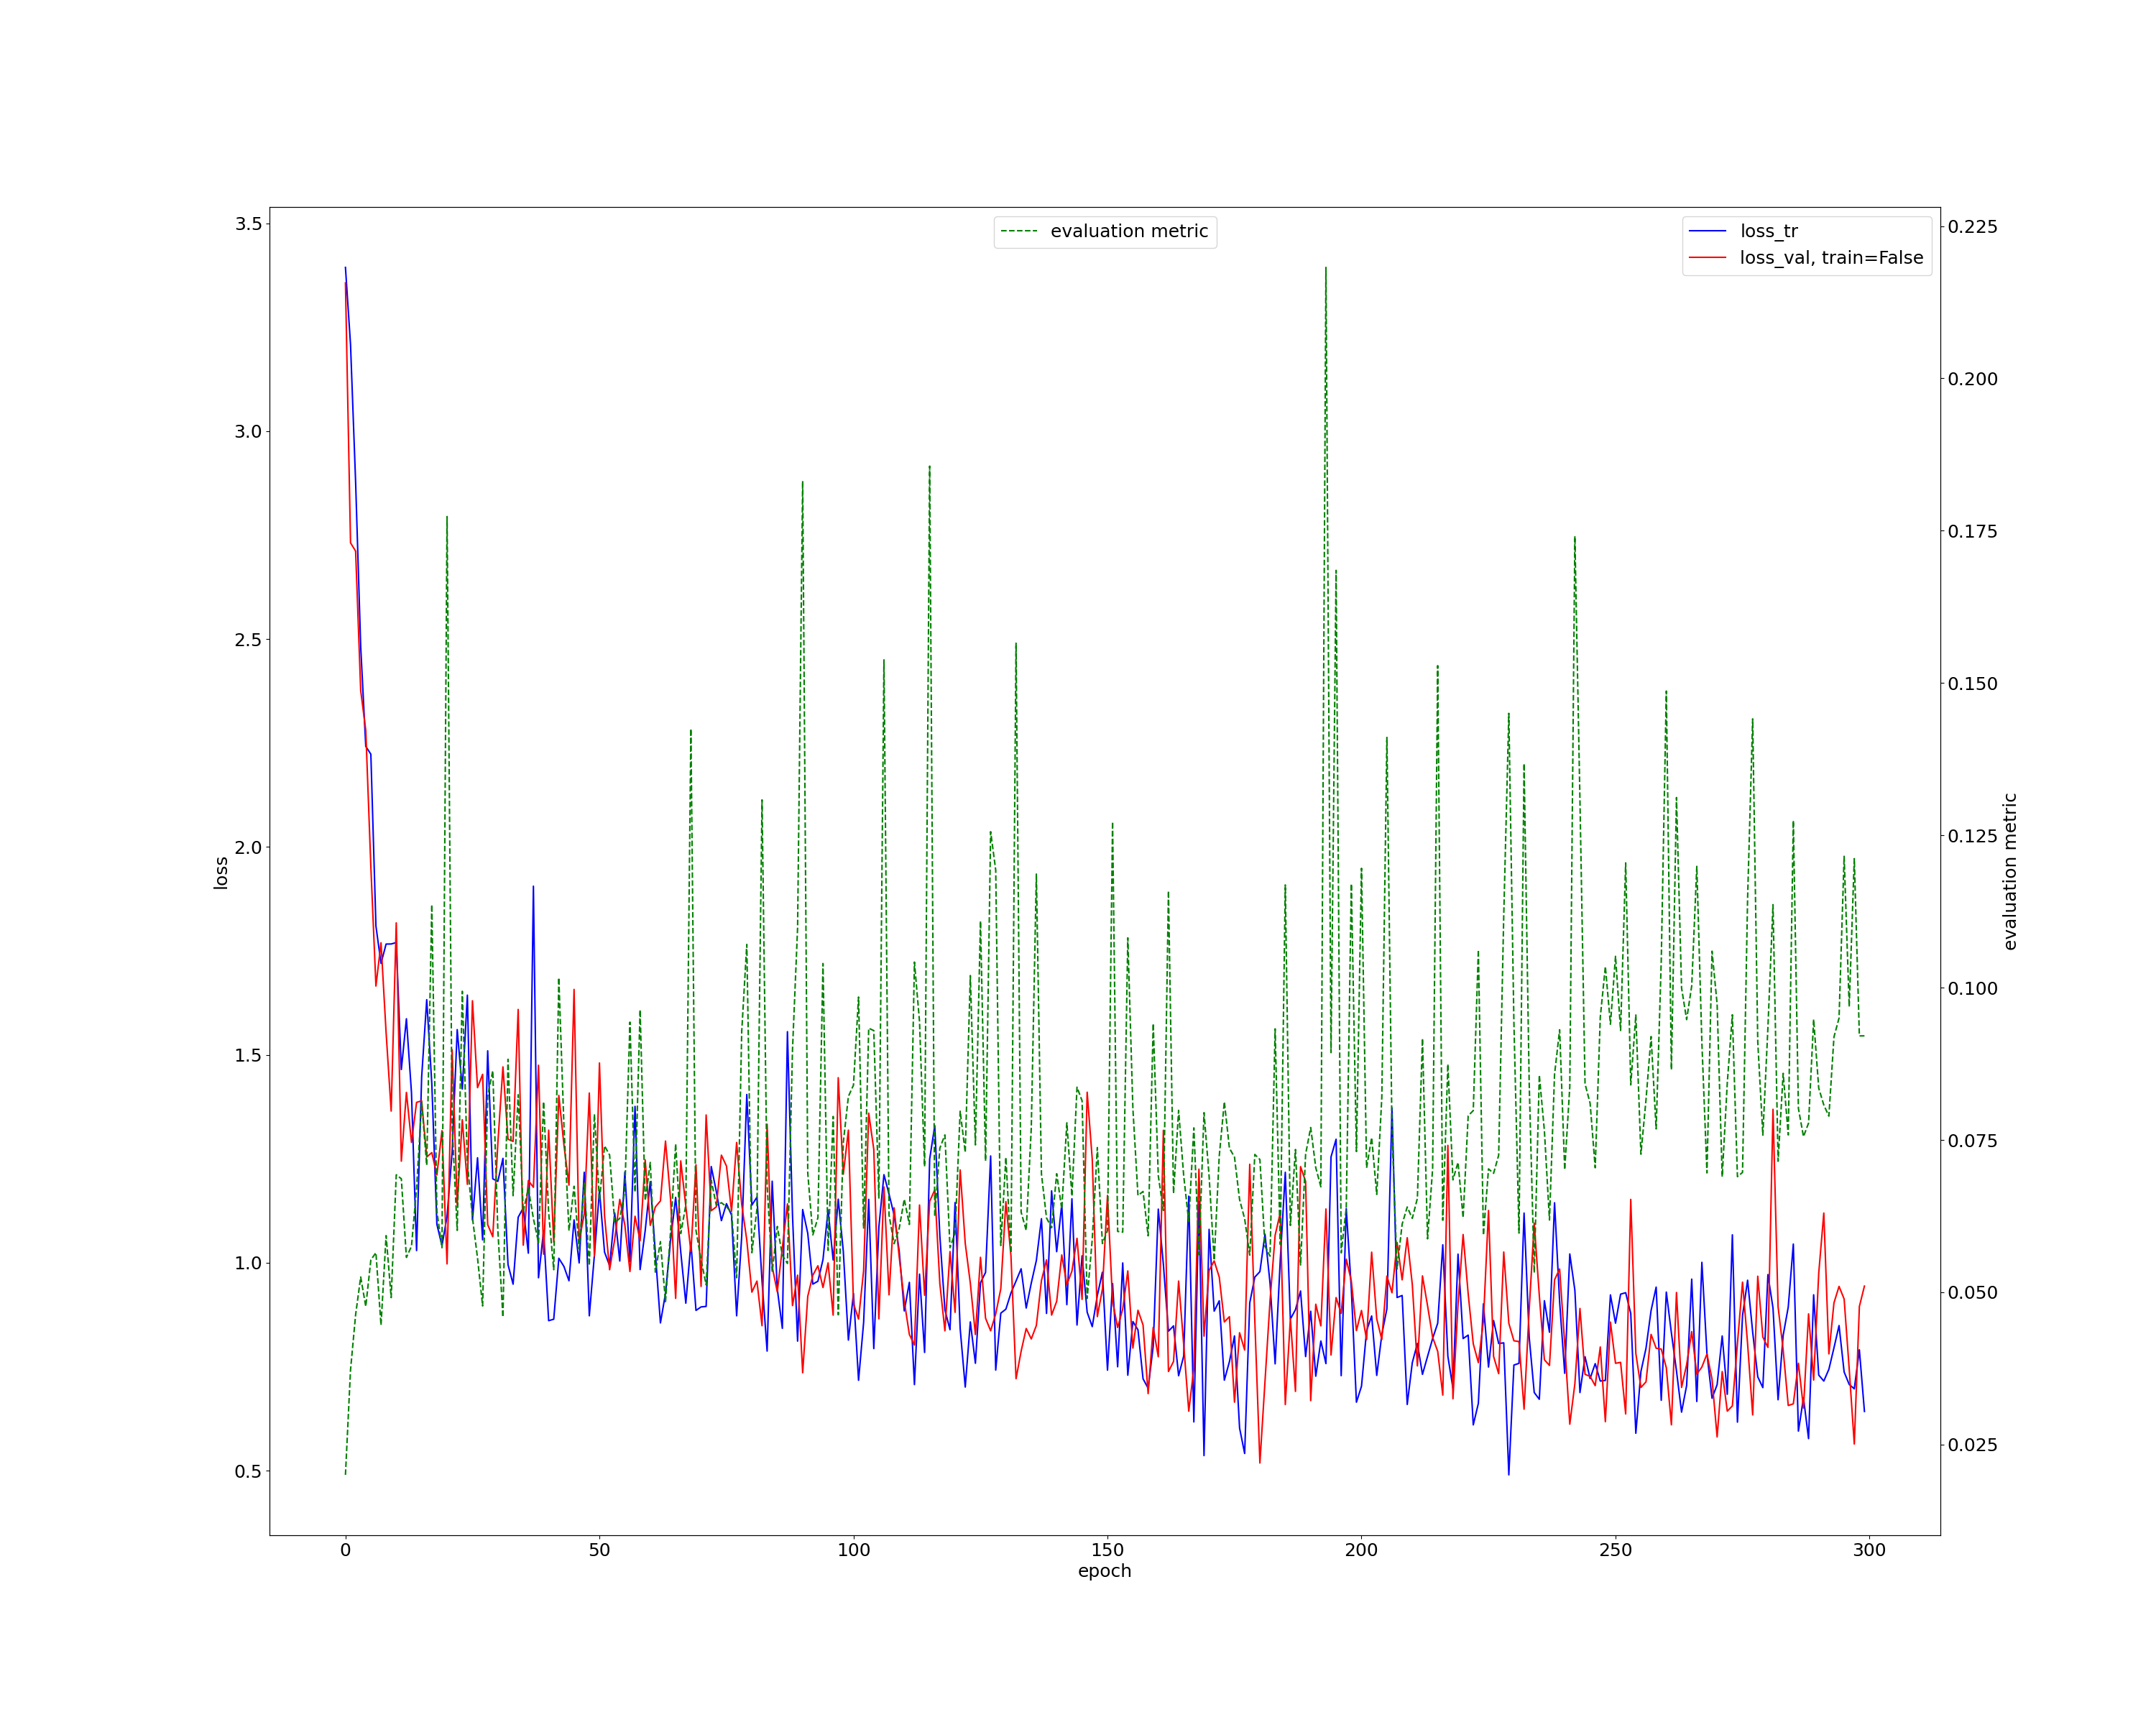 evaluation metric
loss_tr
loss_val, train=False
3.5
3.0
2.5
2.0
1.5
1.0
0.5
loss
0.225
0.200
0.175
0.150
0.125
0.100
0.075
0.050
0.025
evaluation metric
0 50 100 150 200 250 300
epoch